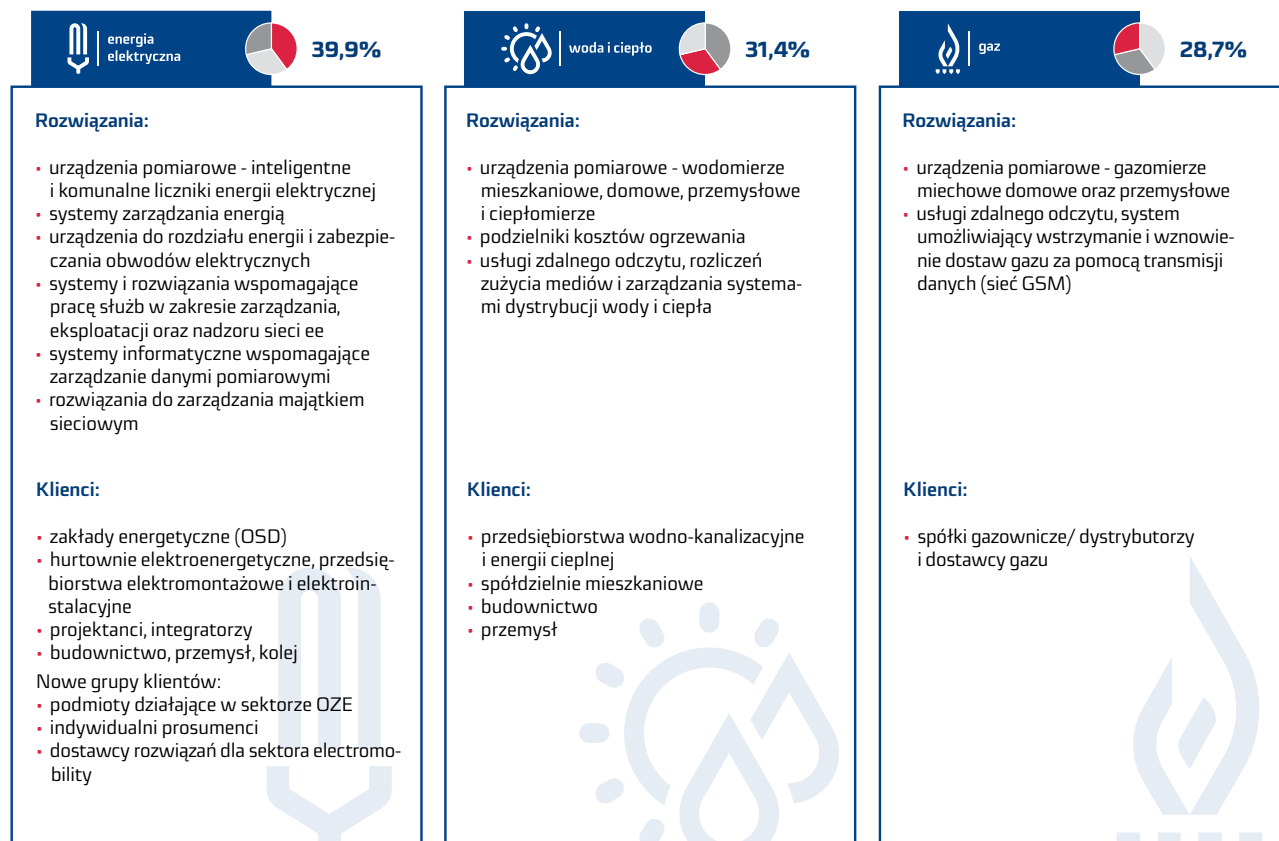 energia
elektryczna
39,9%
Rozwiązania:
• urządzenia pomiarowe - inteligentne
i komunalne liczniki energii elektrycznej
• systemy zarządzania energią
• urządzenia do rozdziału energii i zabezpie-
czania obwodów elektrycznych
• systemy i rozwiązania wspomagające
pracę służb w zakresie zarządzania,
eksploatacji oraz nadzoru sieci ee
• systemy informatyczne wspomagające
zarządzanie danymi pomiarowymi
• rozwiązania do zarządzania majątkiem
sieciowym
Klienci:
• zakłady energetyczne (OSD)
• hurtownie elektroenergetyczne, przedsię-
biorstwa elektromontażowe i elektroin-
stalacyjne
• projektanci, integratorzy
• budownictwo, przemysł, kolej
Nowe grupy klientów:
• podmioty działające w sektorze OZE
• indywidualni prosumenci
• dostawcy rozwiązań dla sektora electromo-
bility
woda i ciepło
31,4%
Rozwiązania:
• urządzenia pomiarowe - wodomierze
mieszkaniowe, domowe, przemysłowe
i ciepłomierze
• podzielniki kosztów ogrzewania
• usługi zdalnego odczytu, rozliczeń
zużycia mediów i zarządzania systema-
mi dystrybucji wody i ciepła
Klienci:
• przedsiębiorstwa wodno-kanalizacyjne
i energii cieplnej
• spółdzielnie mieszkaniowe
• budownictwo
• przemysł
gaz
28,7%
Rozwiązania:
• urządzenia pomiarowe - gazomierze
miechowe domowe oraz przemysłowe
• usługi zdalnego odczytu, system
umożliwiający wstrzymanie i wznowie-
nie dostaw gazu za pomocą transmisji
danych (sieć GSM)
Klienci:
• spółki gazownicze/ dystrybutorzy
i dostawcy gazu